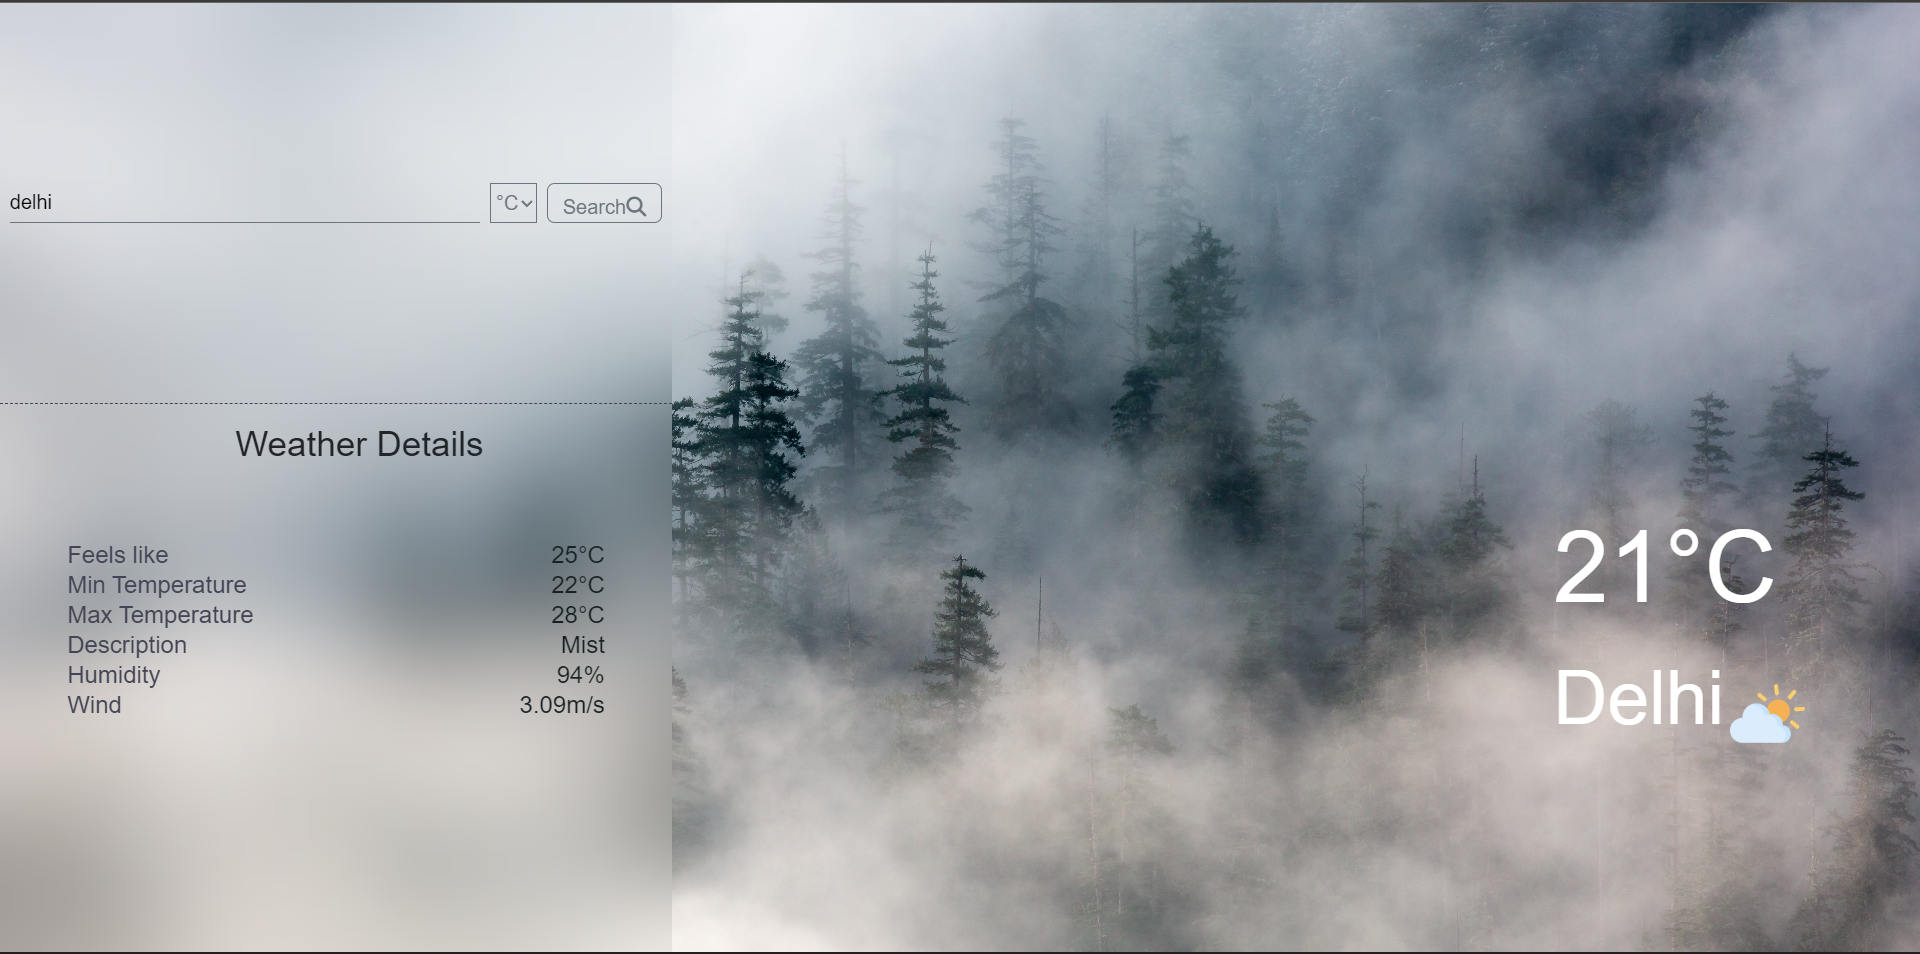 delhi
°C
Search
Weather Details
Feels like 25°C
Min Temperature 22°C
Max Temperature 28°C
Description Mist
Humidity 94%
Wind 3.09m/s
21°C
Delhi